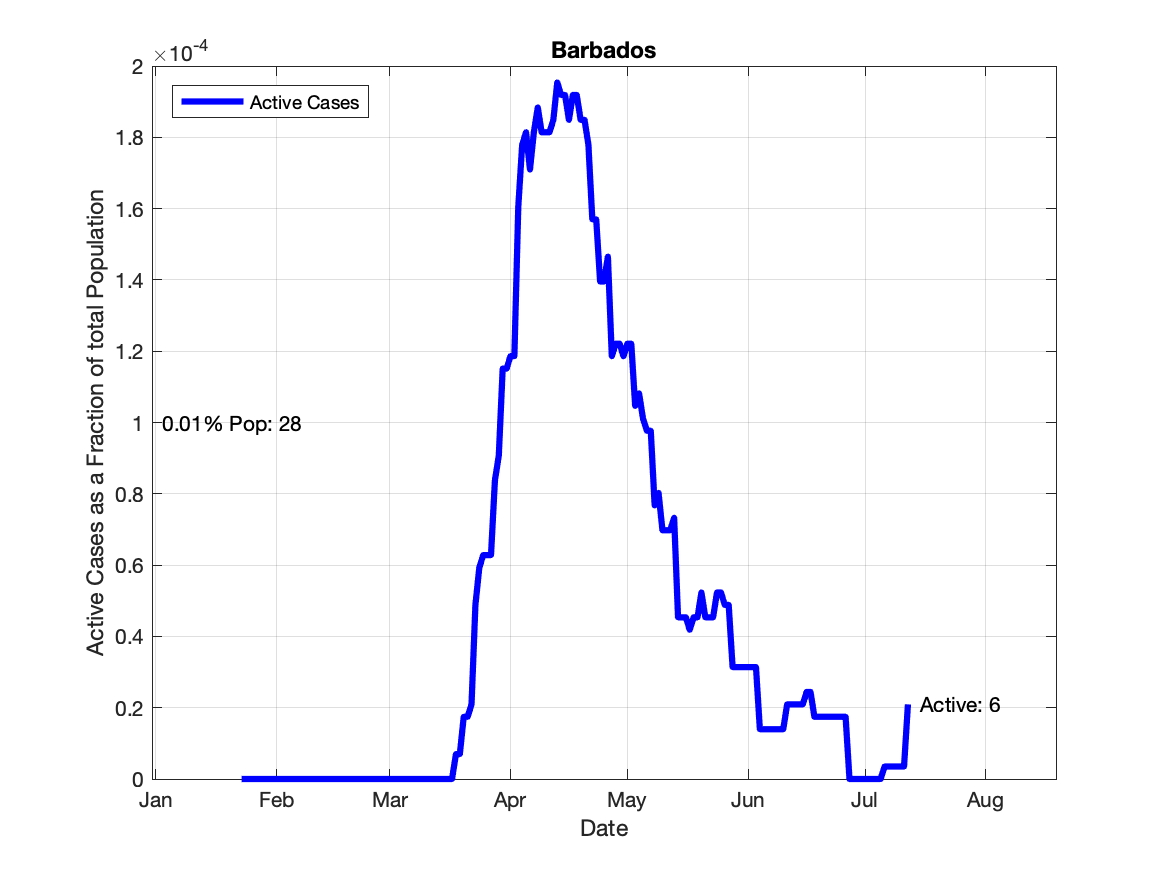 Barbados
×10⁻⁴
2
1.8
1.6
1.4
1.2
1
0.8
0.6
0.4
0.2
0
Active Cases as a Fraction of total Population
Active Cases
0.01% Pop: 28
Active: 6
Jan Feb Mar Apr May Jun Jul Aug
Date